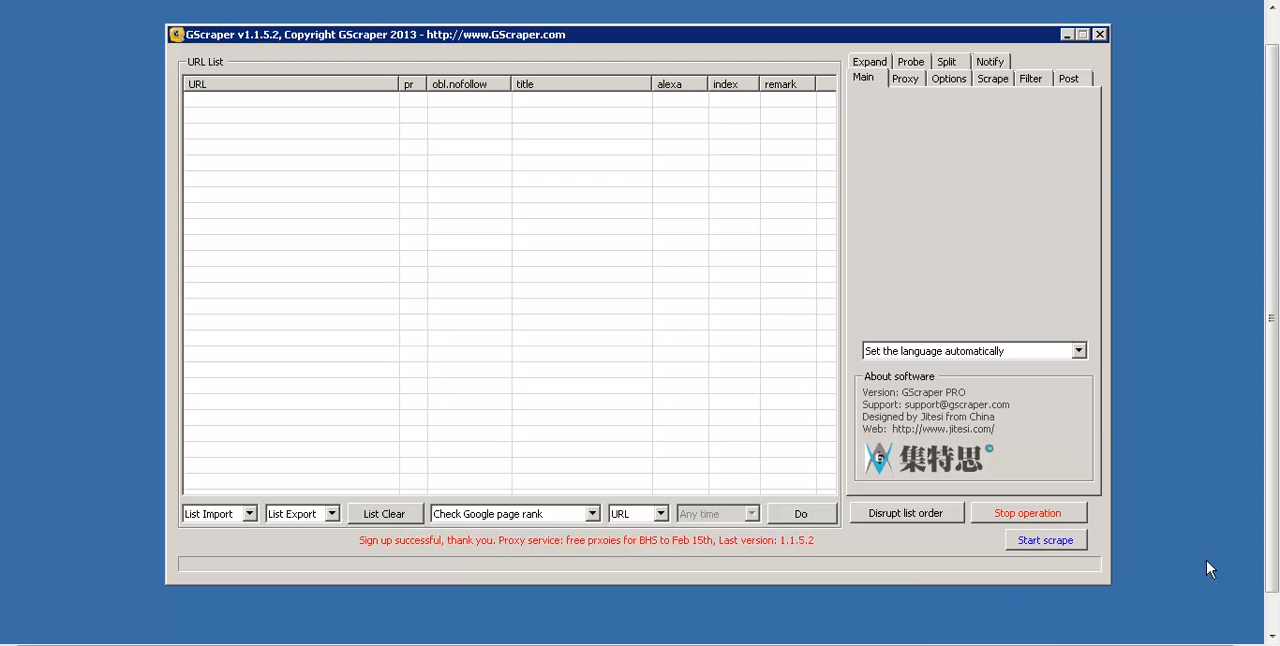 GScraper v1.1.5.2, Copyright GScraper 2013 - http://www.GScraper.com
URL List
URL pr obl.nofollow title alexa index remark
Expand Probe Split Notify
Main Proxy Options Scrape Filter Post
Set the language automatically
About software
Version: GScraper PRO
Support: support@gscraper.com
Designed by Jitesi from China
Web: http://www.jitesi.com/
G 集特思©
List Import List Export List Clear Check Google page rank URL Any time Do
Disrupt list order Stop operation
Sign up successful, thank you. Proxy service: free prxoies for BHS to Feb 15th, Last version: 1.1.5.2
Start scrape